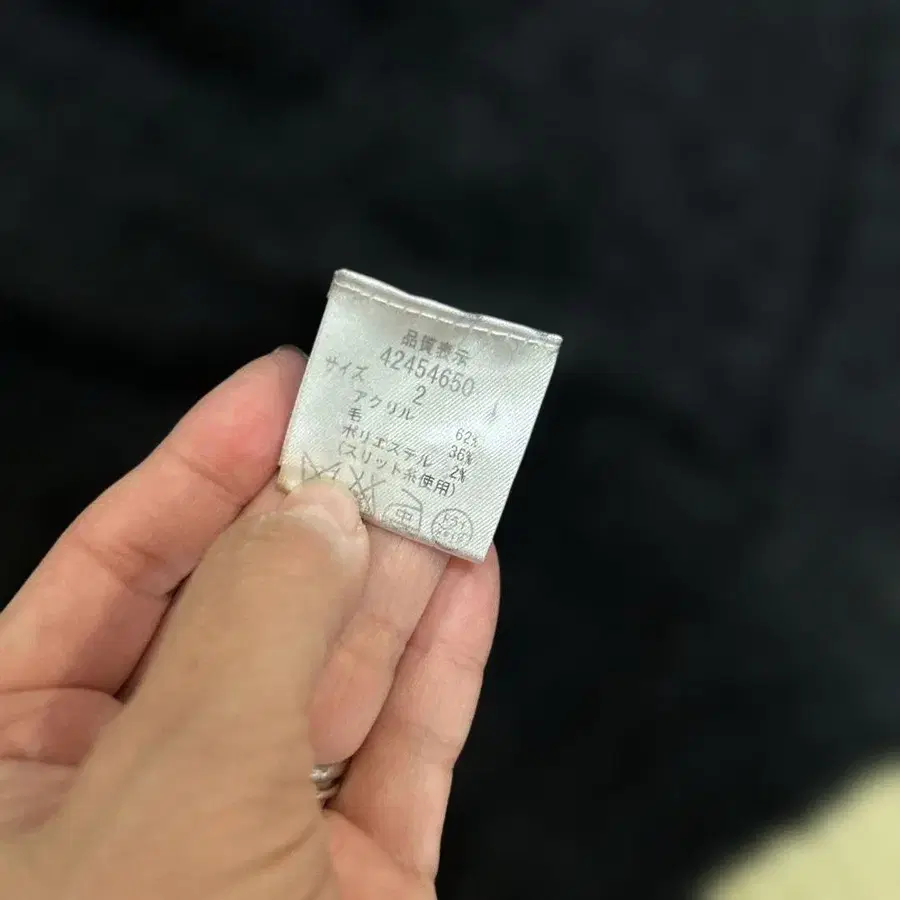 品質表示
42454650
サイズ 2
アクリル 62%
毛 36%
ポリエステル 2%
(スリット糸使用)
中